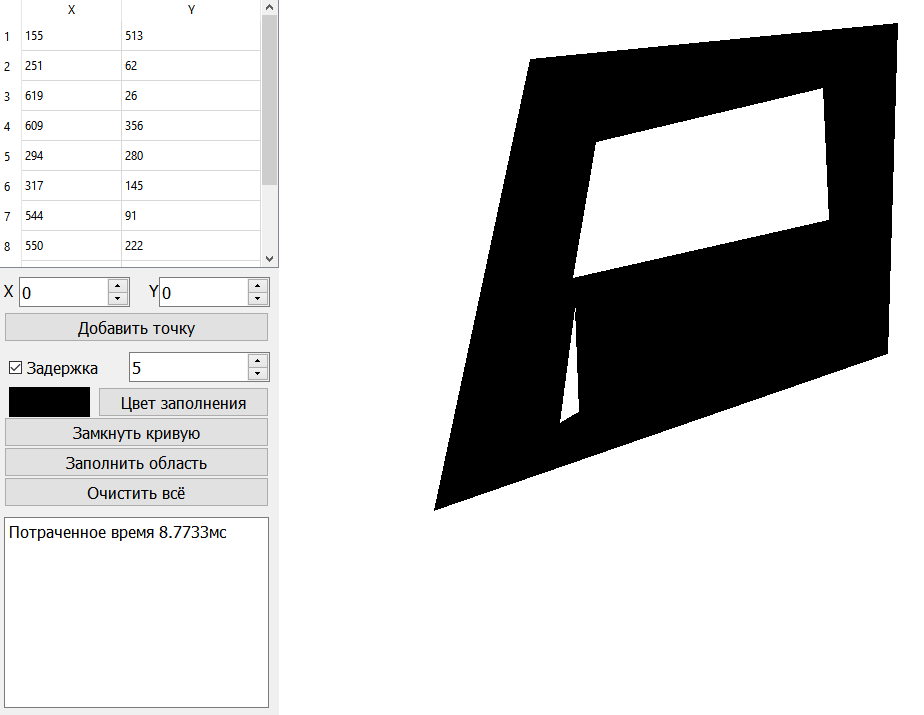 X Y
1 155 513
2 251 62
3 619 26
4 609 356
5 294 280
6 317 145
7 544 91
8 550 222
X 0 Y 0
Добавить точку
Задержка 5
Цвет заполнения
Замкнуть кривую
Заполнить область
Очистить всё
Потраченное время 8.7733мс